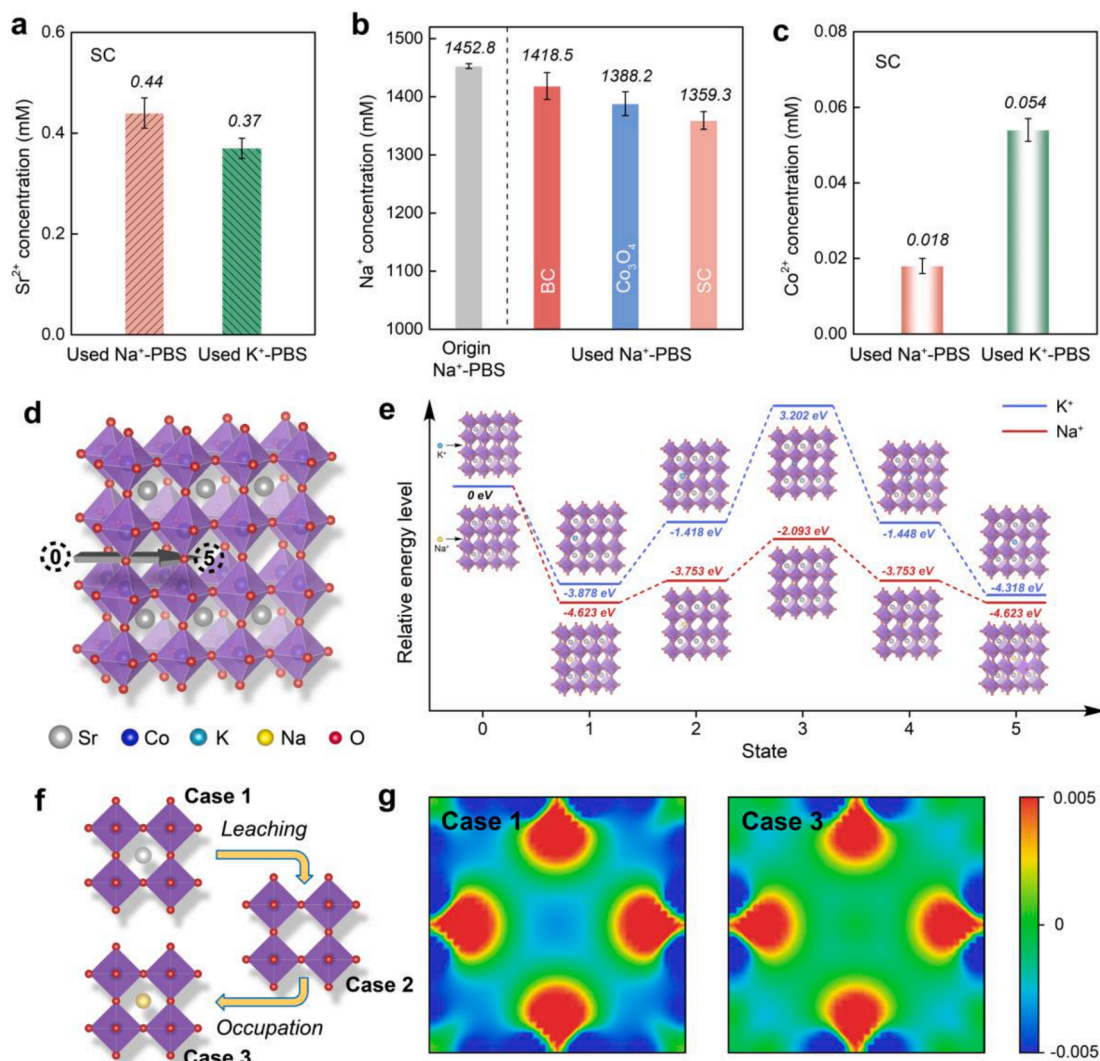 a
SC
0.44
0.37
0.6
0.4
0.2
0.0
Sr²⁺ concentration (mM)
Used Na⁺-PBS Used K⁺-PBS
b
1452.8
1418.5
1388.2
1359.3
1500
1400
1300
1200
1100
1000
Na⁺ concentration (mM)
BC
Co₃O₄
SC
Origin
Na⁺-PBS
Used Na⁺-PBS
c
SC
0.018
0.054
0.08
0.06
0.04
0.02
0.00
Co²⁺ concentration (mM)
Used Na⁺-PBS Used K⁺-PBS
d
0
5
Sr Co K Na O
e
K⁺
Na⁺
Relative energy level
K⁺
Na⁺
0 eV
-3.878 eV
-4.623 eV
-1.418 eV
-3.753 eV
3.202 eV
-2.093 eV
-1.448 eV
-3.753 eV
-4.318 eV
-4.623 eV
0 1 2 3 4 5
State
f
Case 1
Leaching
Case 2
Occupation
Case 3
g
Case 1
Case 3
0.005
0
-0.005